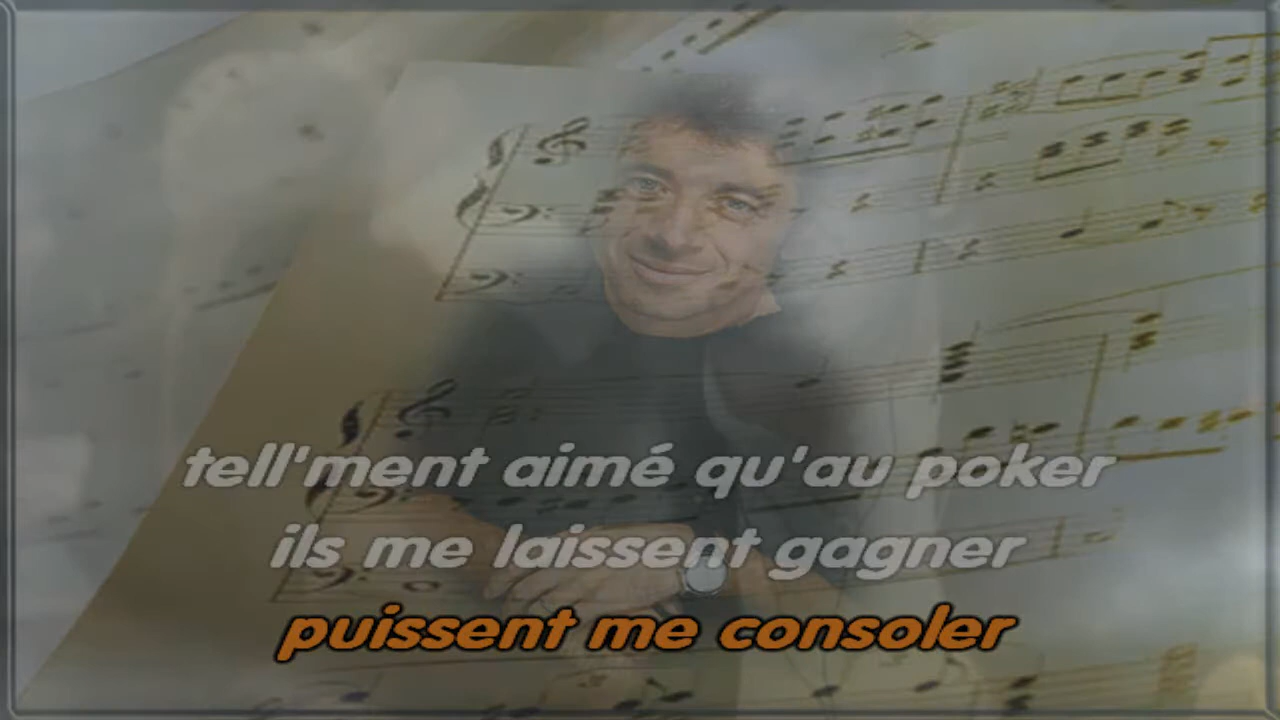 tell'ment aimé qu'au poker
ils me laissent gagner
puissent me consoler